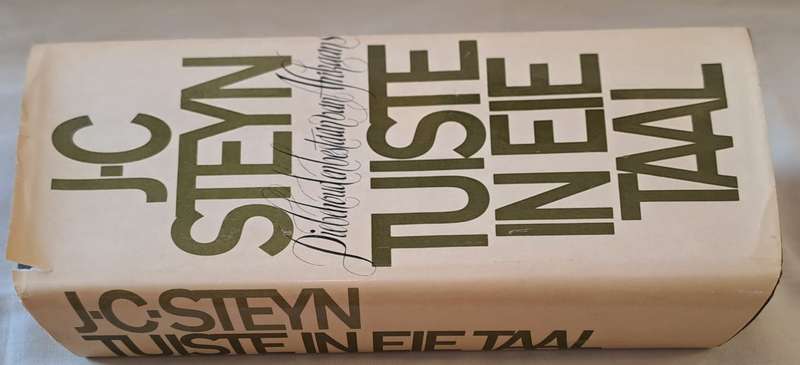 J·C
STEYN
Die behoud en bestaan van Afrikaans
TUISTE
IN EIE
TAAL
J·C·STEYN
TUISTE IN EIE TAAL